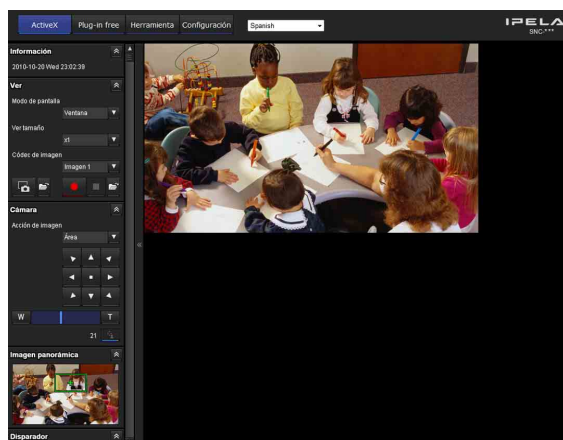 ActiveX
Plug-in free
Herramienta
Configuración
Spanish
IPELA
SNC-***
Información
2010-10-20 Wed 23:02:39
Ver
Modo de pantalla
Ventana
Ver tamaño
x1
Códec de imagen
Imagen 1
Cámara
Acción de imagen
Área
W
T
21
Imagen panorámica
Disparador